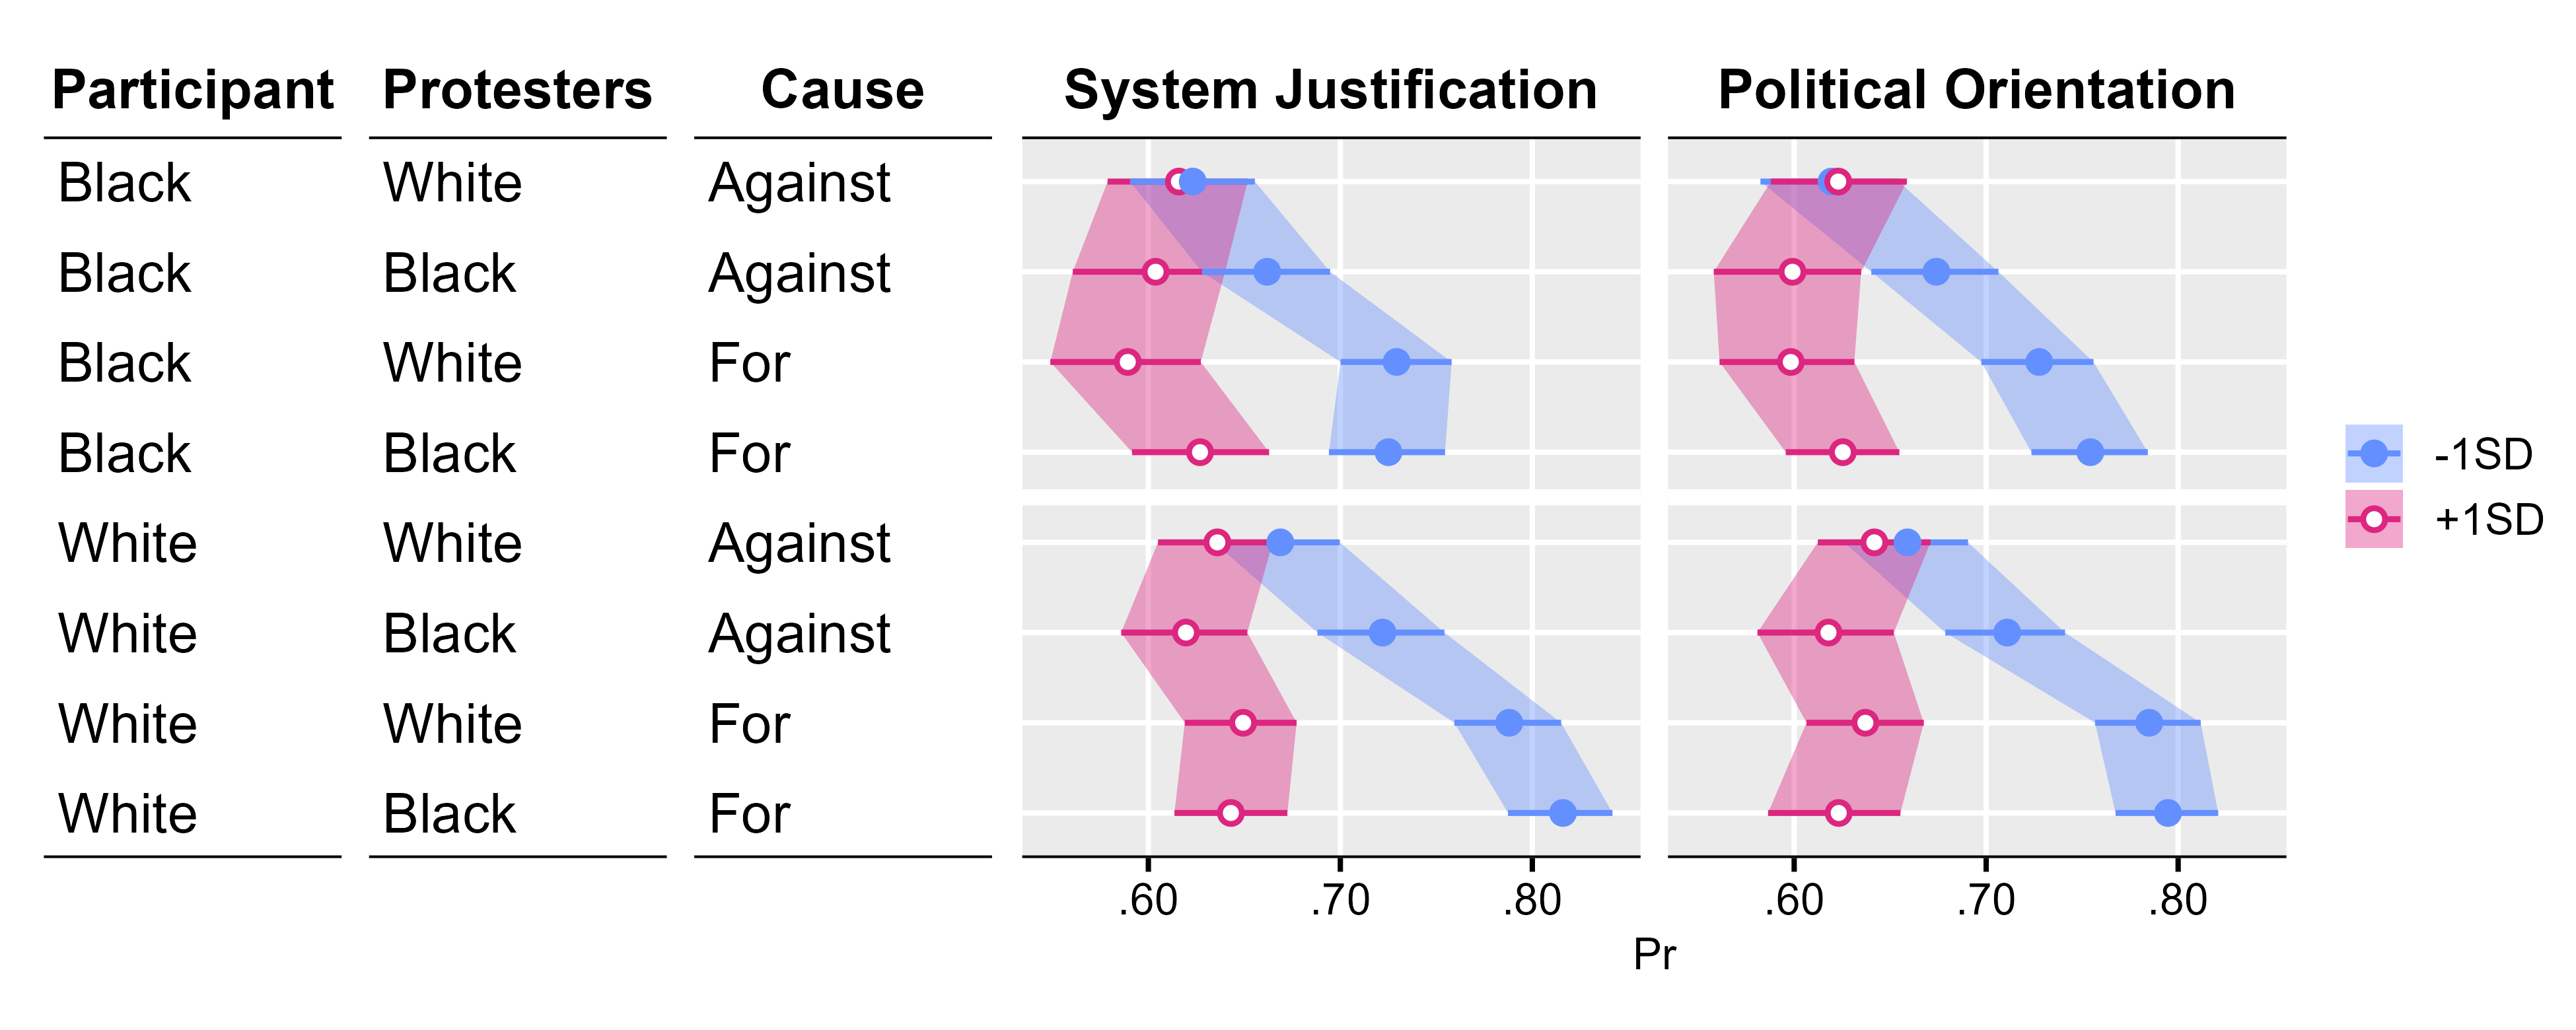 Participant Protesters Cause System Justification Political Orientation
Black White Against
Black Black Against
Black White For
Black Black For
-1SD
+1SD
White White Against
White Black Against
White White For
White Black For
.60 .70 .80 .60 .70 .80
Pr